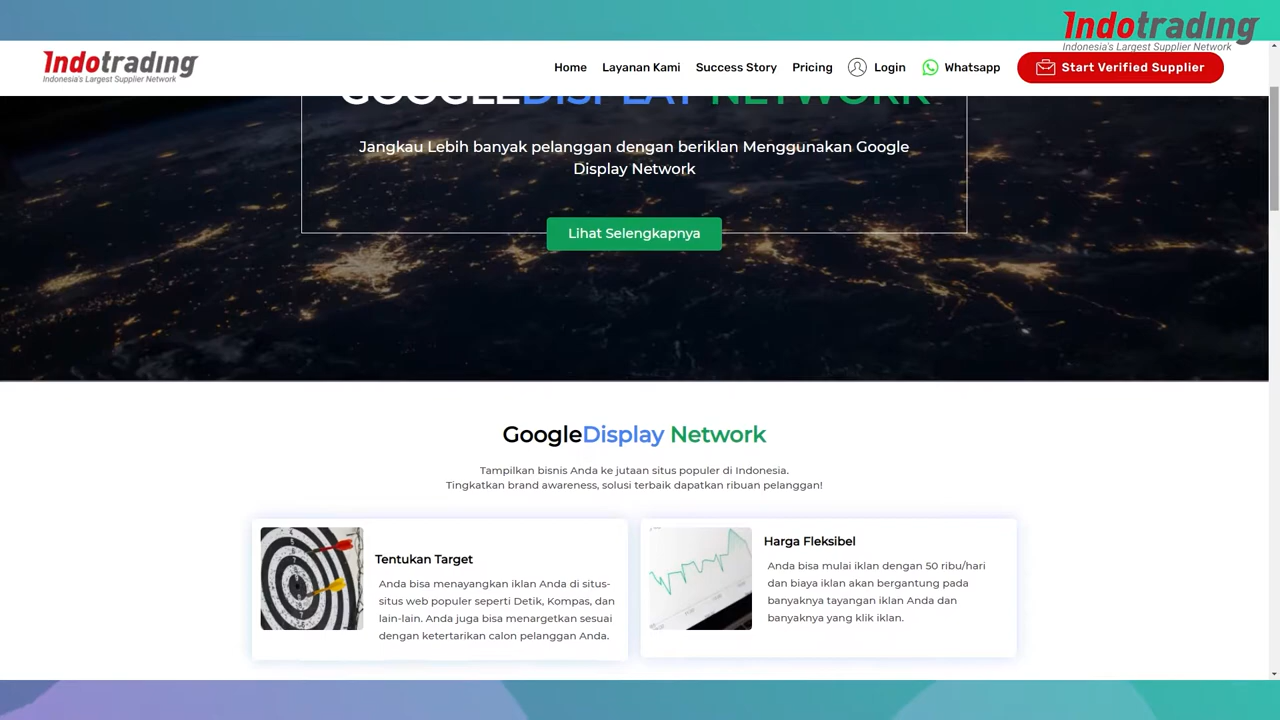 Indotrading
Indonesia's Largest Supplier Network
Indotrading
Indonesia's Largest Supplier Network
Home
Layanan Kami
Success Story
Pricing
Login
Whatsapp
Start Verified Supplier
GOOGLEDISPLAY NETWORK
Jangkau Lebih banyak pelanggan dengan beriklan Menggunakan Google
Display Network
Lihat Selengkapnya
GoogleDisplay Network
Tampilkan bisnis Anda ke jutaan situs populer di Indonesia.
Tingkatkan brand awareness, solusi terbaik dapatkan ribuan pelanggan!
Tentukan Target
Anda bisa menayangkan iklan Anda di situs-
situs web populer seperti Detik, Kompas, dan
lain-lain. Anda juga bisa menargetkan sesuai
dengan ketertarikan calon pelanggan Anda.
Harga Fleksibel
Anda bisa mulai iklan dengan 50 ribu/hari
dan biaya iklan akan bergantung pada
banyaknya tayangan iklan Anda dan
banyaknya yang klik iklan.